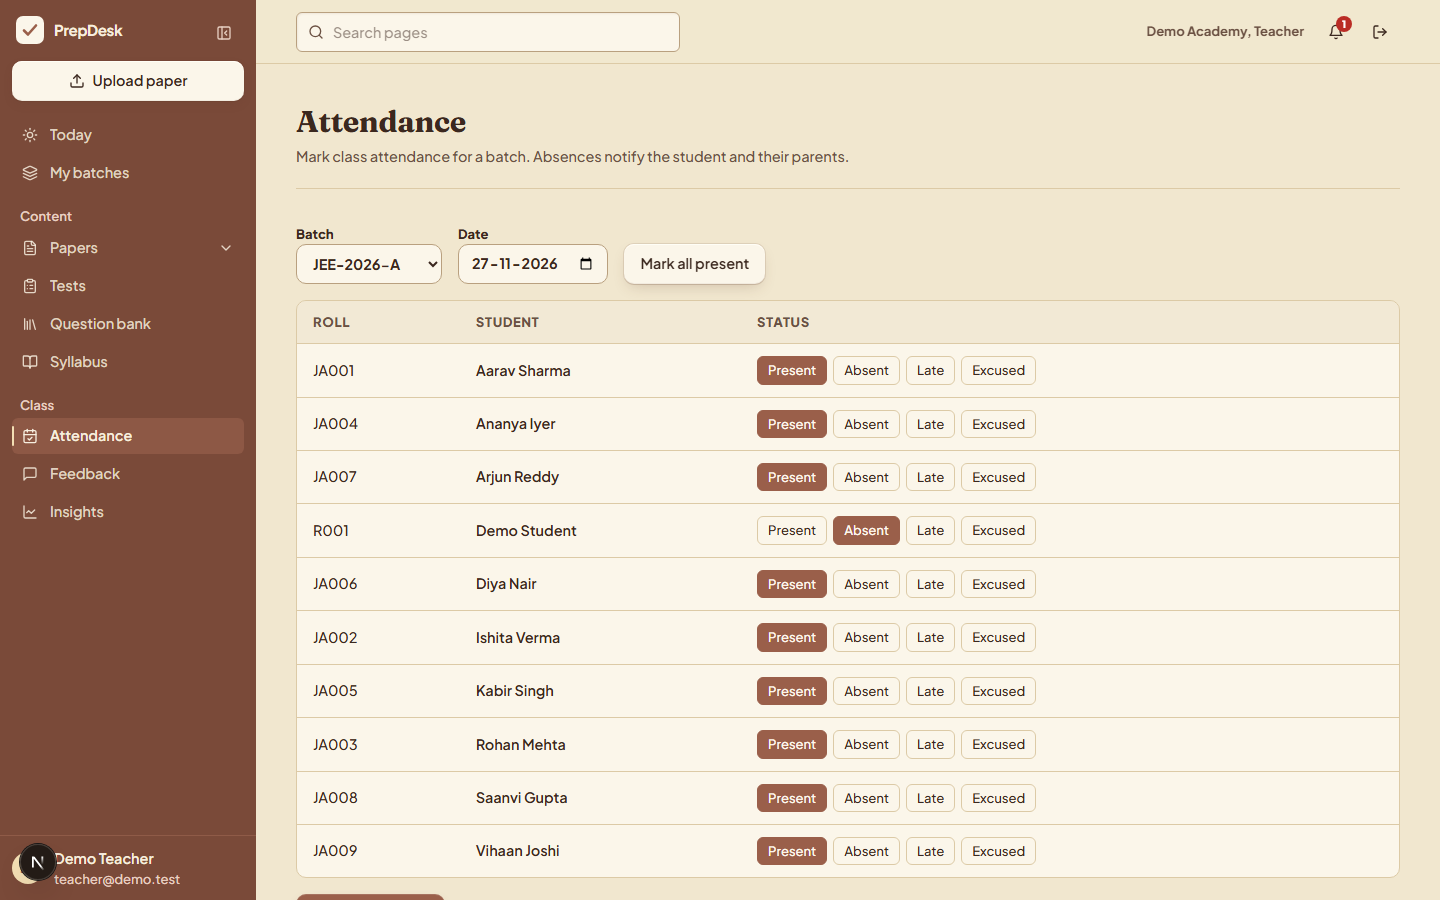 PrepDesk
Upload paper
Today
My batches
Content
Papers
Tests
Question bank
Syllabus
Class
Attendance
Feedback
Insights
N
Demo Teacher
teacher@demo.test
Search pages
Demo Academy, Teacher
1
Attendance
Mark class attendance for a batch. Absences notify the student and their parents.
Batch
Date
JEE-2026-A
27-11-2026
Mark all present
ROLL STUDENT STATUS
JA001 Aarav Sharma Present Absent Late Excused
JA004 Ananya Iyer Present Absent Late Excused
JA007 Arjun Reddy Present Absent Late Excused
R001 Demo Student Present Absent Late Excused
JA006 Diya Nair Present Absent Late Excused
JA002 Ishita Verma Present Absent Late Excused
JA005 Kabir Singh Present Absent Late Excused
JA003 Rohan Mehta Present Absent Late Excused
JA008 Saanvi Gupta Present Absent Late Excused
JA009 Vihaan Joshi Present Absent Late Excused